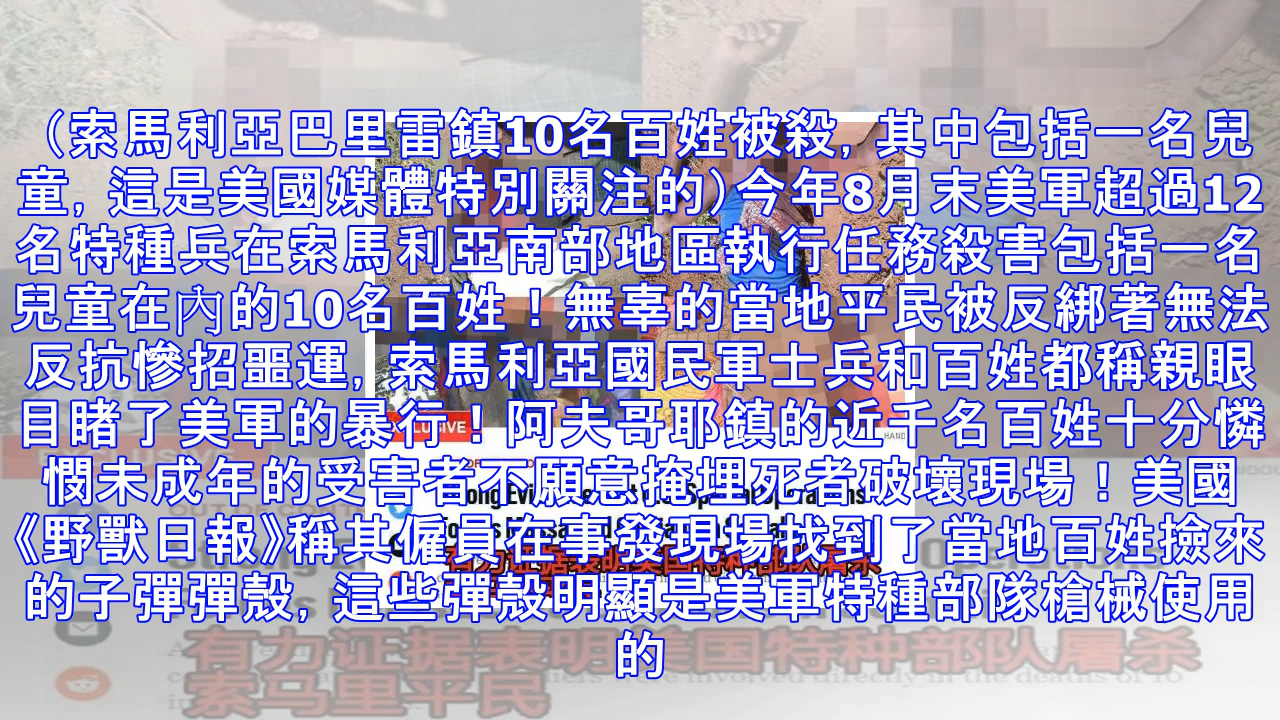 (索馬利亞巴里雷鎮10名百姓被殺, 其中包括一名兒
童, 這是美國媒體特別關注的)今年8月末美軍超過12
名特種兵在索馬利亞南部地區執行任務殺害包括一名
兒童在內的10名百姓！無辜的當地平民被反綁著無法
反抗慘招噩運, 索馬利亞國民軍士兵和百姓都稱親眼
目睹了美軍的暴行！阿夫哥耶鎮的近千名百姓十分憐
憫未成年的受害者不願意掩埋死者破壞現場！美國
《野獸日報》稱其僱員在事發現場找到了當地百姓撿來
的子彈彈殼, 這些彈殼明顯是美軍特種部隊槍械使用
的
有力证据表明美国特种部队屠杀
索马里平民